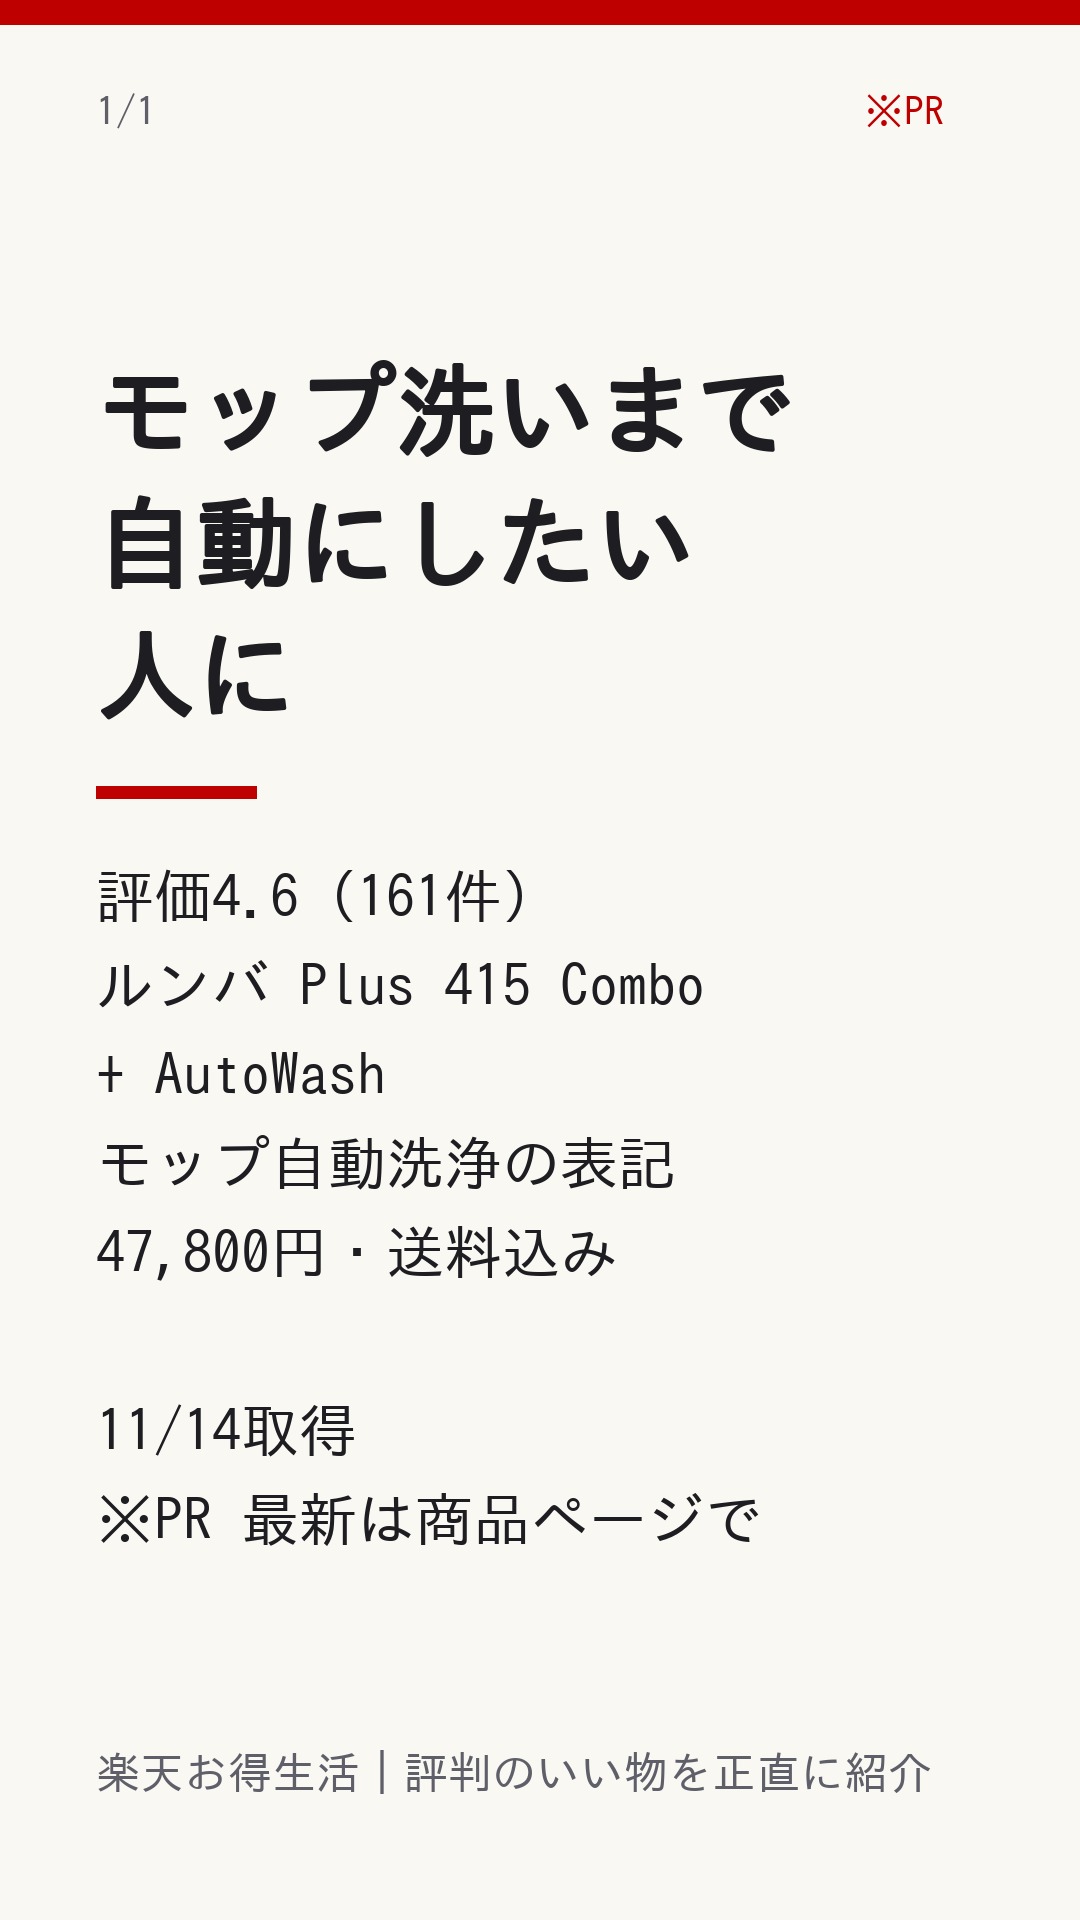 1/1
※PR
モップ洗いまで
自動にしたい
人に
評価4.6（161件）
ルンバ Plus 415 Combo
+ AutoWash
モップ自動洗浄の表記
47,800円・送料込み
11/14取得
※PR 最新は商品ページで
楽天お得生活｜評判のいい物を正直に紹介